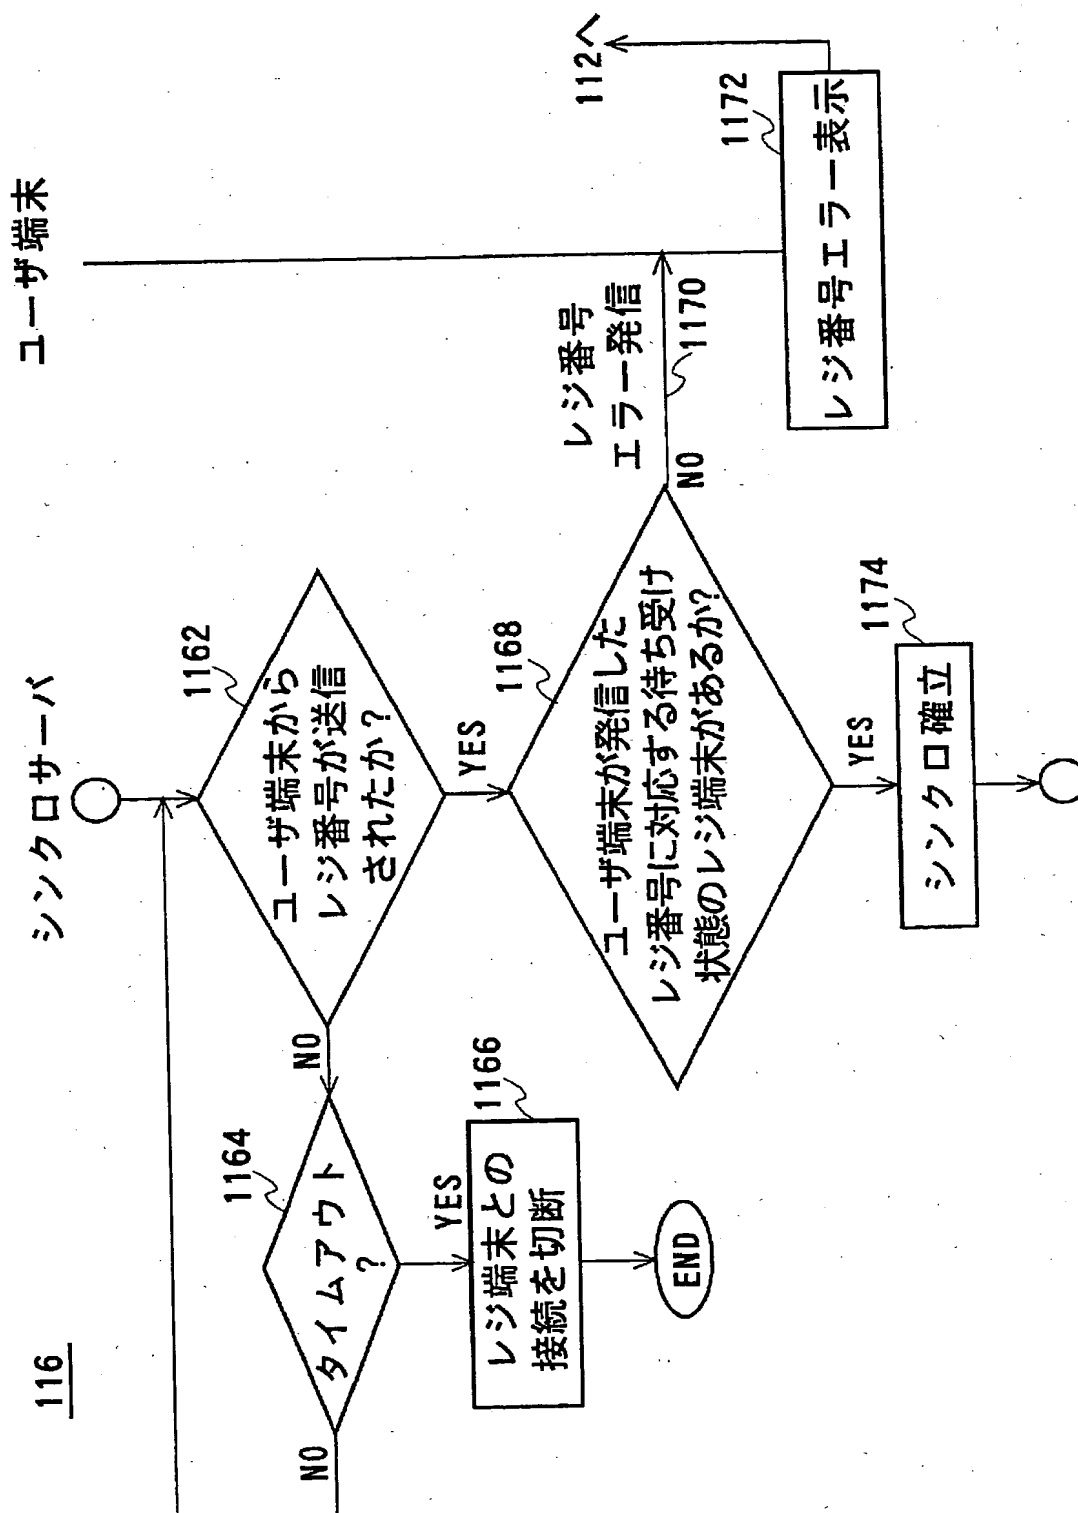 116
シンクロサーバ
ユーザ端末
1162
ユーザ端末から
レジ番号が送信
されたか？
NO
YES
1164
タイムアウト
？
NO
YES
1166
レジ端末との
接続を切断
END
1168
ユーザ端末が発信した
レジ番号に対応する待ち受け
状態のレジ端末があるか？
NO
YES
レジ番号
エラー発信
1170
1172
レジ番号エラー表示
112へ
1174
シンクロ確立